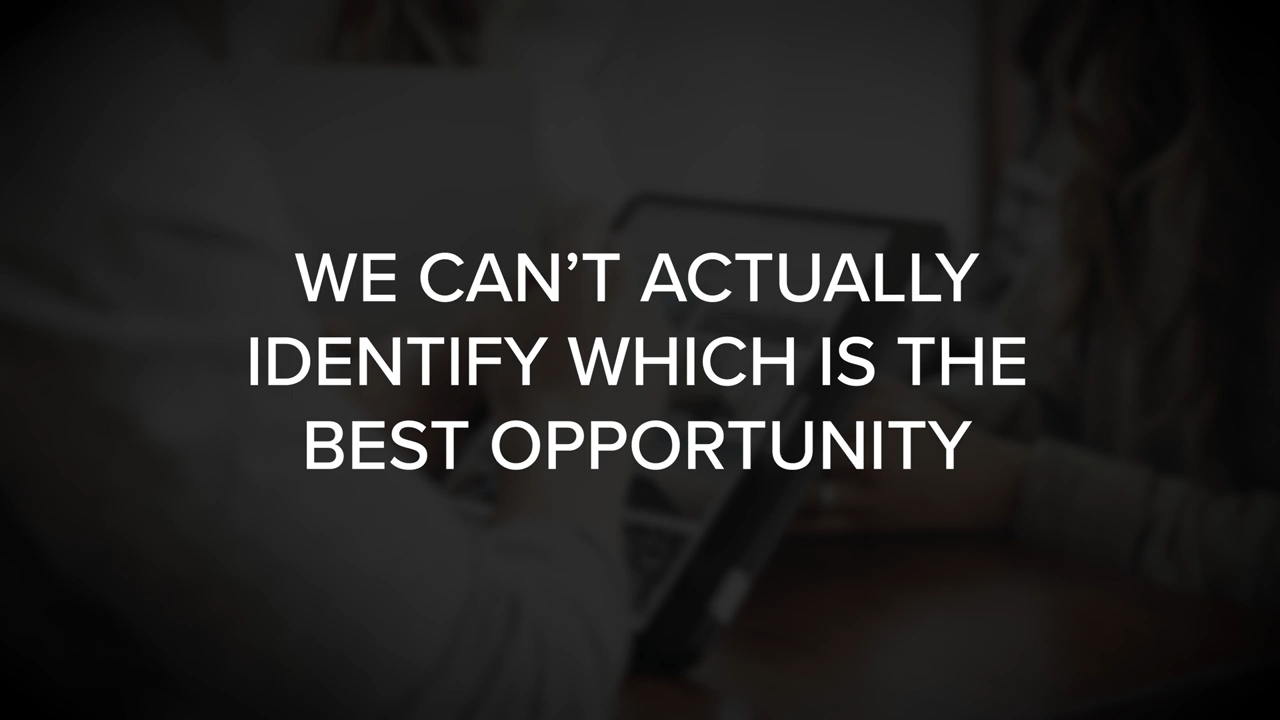 WE CAN’T ACTUALLY
IDENTIFY WHICH IS THE
BEST OPPORTUNITY